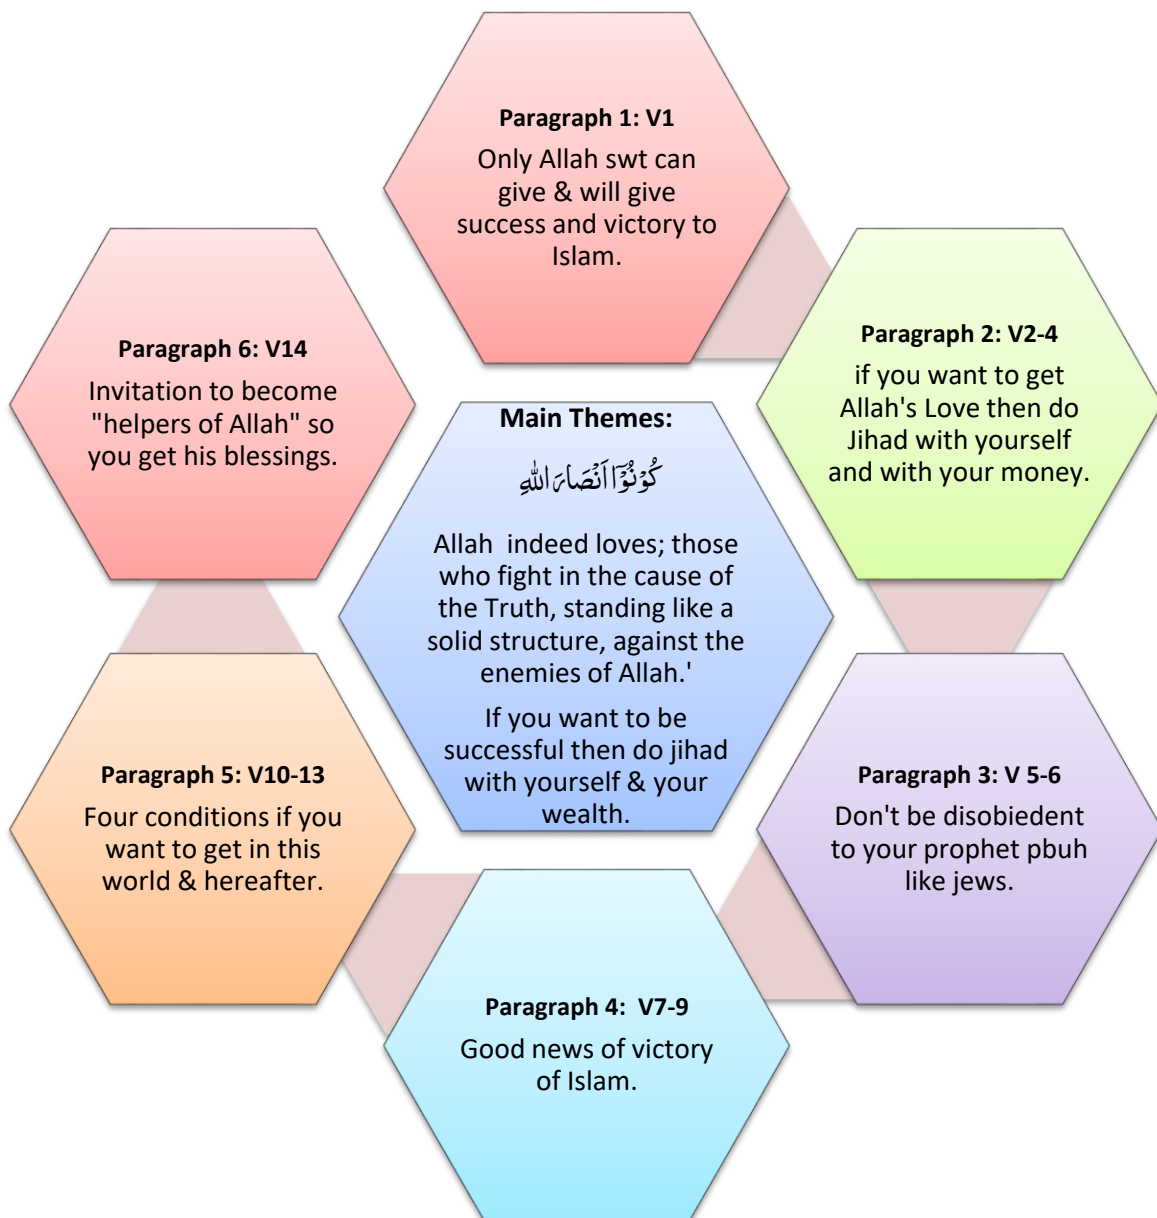 Paragraph 1: V1
Only Allah swt can
give & will give
success and victory to
Islam.
Paragraph 2: V2-4
if you want to get
Allah's Love then do
Jihad with yourself
and with your money.
Paragraph 3: V 5-6
Don't be disobiedent
to your prophet pbuh
like jews.
Paragraph 4:  V7-9
Good news of victory
of Islam.
Paragraph 5: V10-13
Four conditions if you
want to get in this
world & hereafter.
Paragraph 6: V14
Invitation to become
"helpers of Allah" so
you get his blessings.
Main Themes:
كُوْنُوْٓا اَنْصَارَ اللّٰهِ
Allah  indeed loves; those
who fight in the cause of
the Truth, standing like a
solid structure, against the
enemies of Allah.'
If you want to be
successful then do jihad
with yourself & your
wealth.